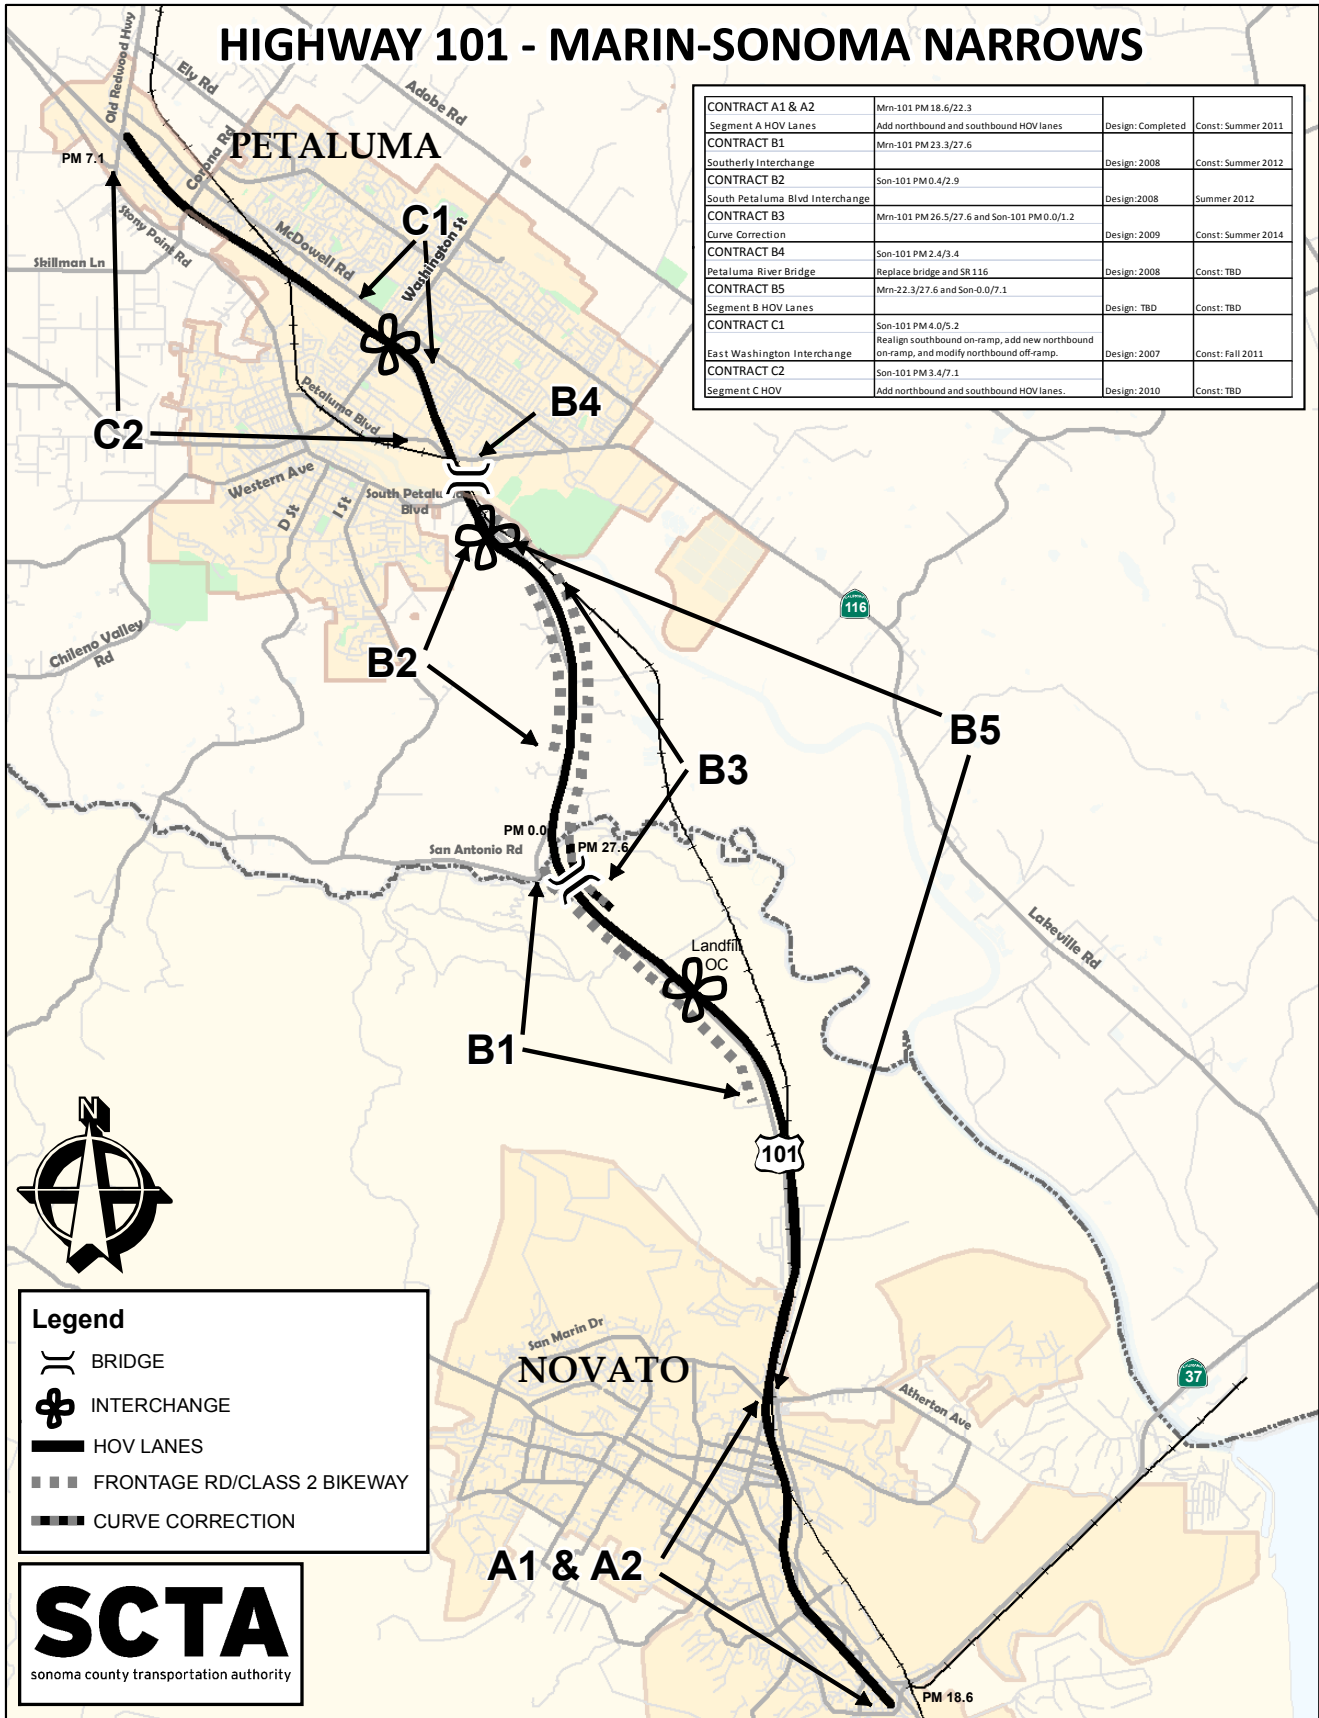 HIGHWAY 101 - MARIN-SONOMA NARROWS
CONTRACT A1 & A2 Mrn-101 PM 18.6/22.3
Segment A HOV Lanes Add northbound and southbound HOV lanes Design: Completed Const: Summer 2011
CONTRACT B1 Mrn-101 PM 23.3/27.6
Southerly Interchange Design: 2008 Const: Summer 2012
CONTRACT B2 Son-101 PM 0.4/2.9
South Petaluma Blvd Interchange Design:2008 Summer 2012
CONTRACT B3 Mrn-101 PM 26.5/27.6 and Son-101 PM 0.0/1.2
Curve Correction Design: 2009 Const: Summer 2014
CONTRACT B4 Son-101 PM 2.4/3.4
Petaluma River Bridge Replace bridge and SR 116 Design: 2008 Const: TBD
CONTRACT B5 Mrn-22.3/27.6 and Son-0.0/7.1
Segment B HOV Lanes Design: TBD Const: TBD
CONTRACT C1 Son-101 PM 4.0/5.2
Realign southbound on-ramp, add new northbound
East Washington Interchange on-ramp, and modify northbound off-ramp. Design: 2007 Const: Fall 2011
CONTRACT C2 Son-101 PM 3.4/7.1
Segment C HOV Add northbound and southbound HOV lanes. Design: 2010 Const: TBD
Old Redwood Hwy
Ely Rd
Adobe Rd
PETALUMA
PM 7.1
Corona Rd
Stony Point Rd
C1
McDowell Rd
Washington St
Skillman Ln
B4
Petaluma Blvd
C2
Western Ave
D St
I St
South Petalu
Blvd
116
Chileno Valley
Rd
B2
B5
B3
PM 0.0
San Antonio Rd
PM 27.6
Landfill
OC
Lakeville Rd
B1
101
N
San Marin Dr
NOVATO
37
Atherton Ave
A1 & A2
PM 18.6
Legend
BRIDGE
INTERCHANGE
HOV LANES
FRONTAGE RD/CLASS 2 BIKEWAY
CURVE CORRECTION
SCTA
sonoma county transportation authority